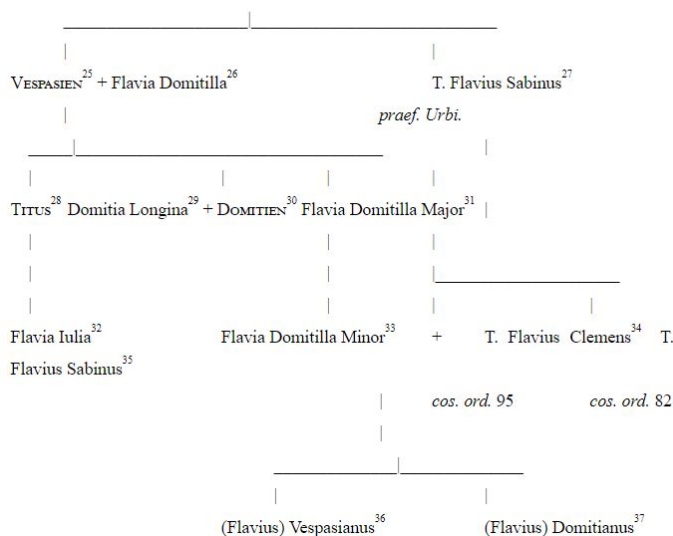 VESPASIEN25 + Flavia Domitilla26 T. Flavius Sabinus27
praef. Urbi.
TITUS28 Domitia Longina29 + DOMITIEN30 Flavia Domitilla Major31
Flavia Iulia32 Flavia Domitilla Minor33 + T. Flavius Clemens34 T.
Flavius Sabinus35
cos. ord. 95 cos. ord. 82
(Flavius) Vespasianus36 (Flavius) Domitianus37